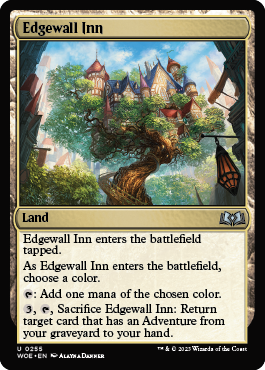 Edgewall Inn
Land
Edgewall Inn enters the battlefield
tapped.
As Edgewall Inn enters the battlefield,
choose a color.
: Add one mana of the chosen color.
3, , Sacrifice Edgewall Inn: Return
target card that has an Adventure from
your graveyard to your hand.
U 0255
WOE • EN Alayna Danner
™ & © 2023 Wizards of the Coast